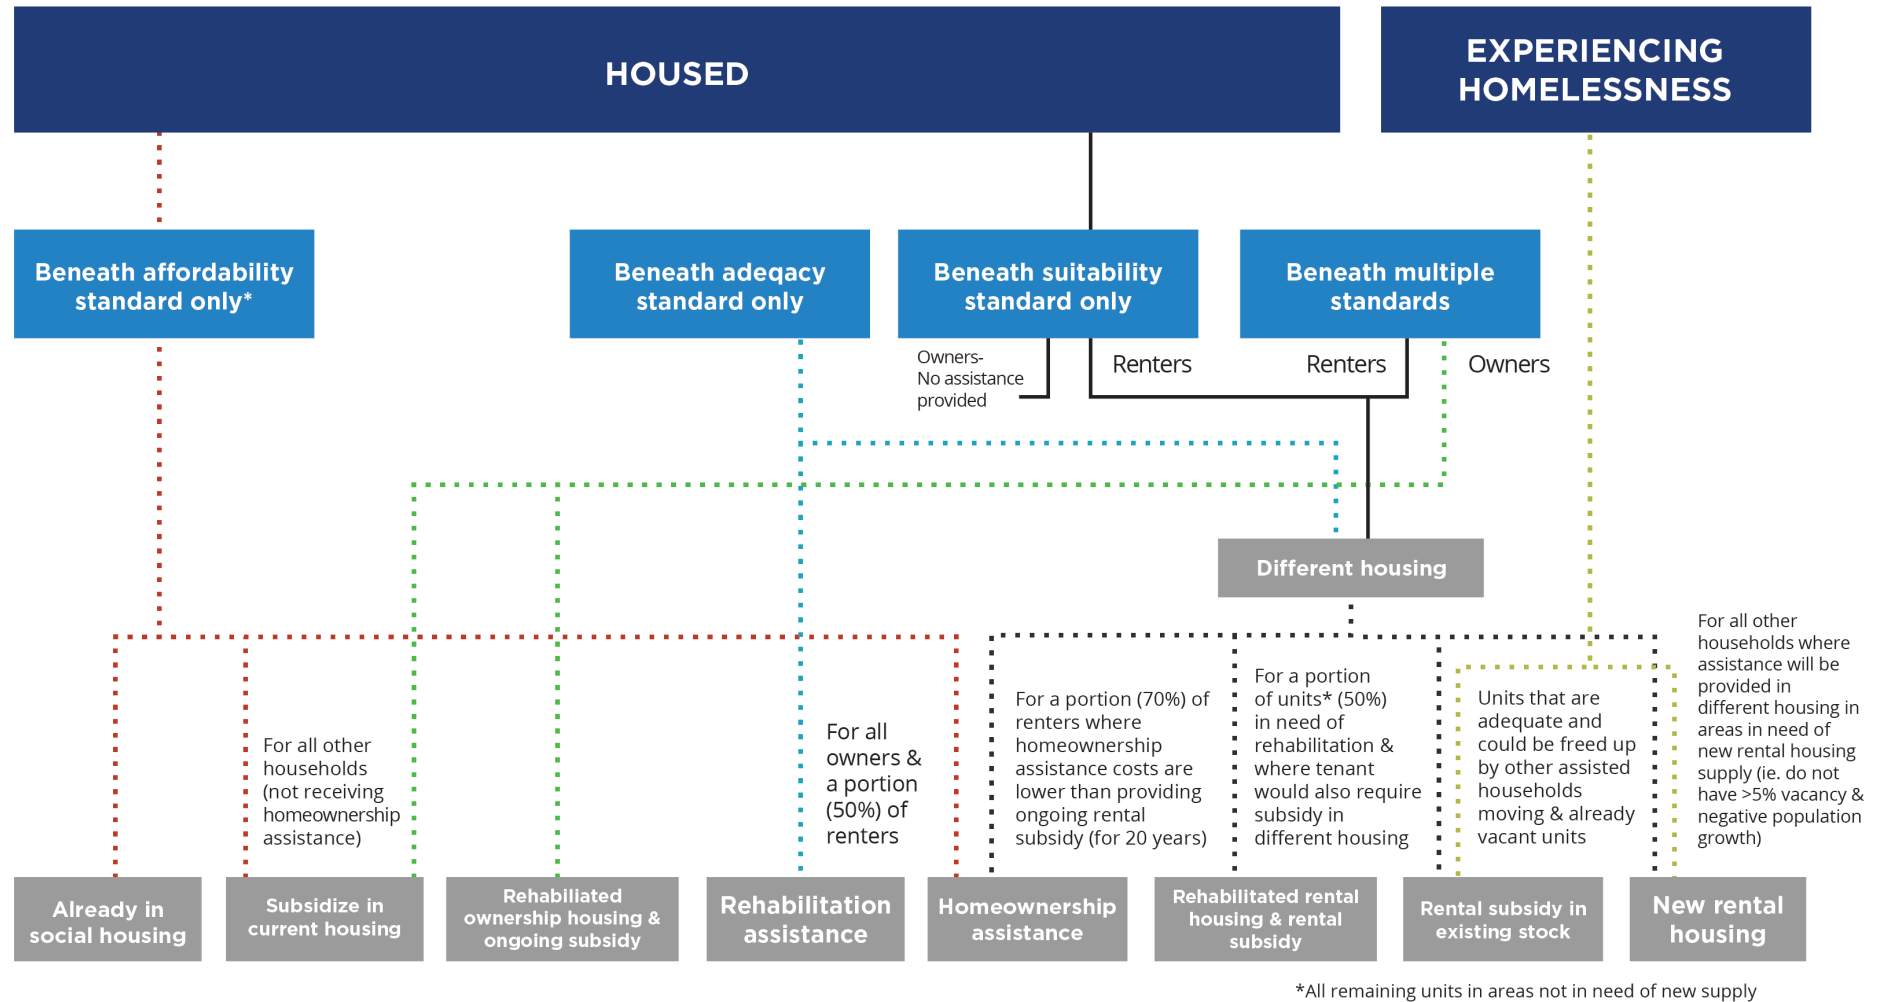 HOUSED
EXPERIENCING
HOMELESSNESS
Beneath affordability
standard only*
Beneath adeqacy
standard only
Beneath suitability
standard only
Beneath multiple
standards
Owners-
No assistance
provided
Renters
Renters
Owners
Different housing
For all other
households
(not receiving
homeownership
assistance)
For all
owners &
a portion
(50%) of
renters
For a portion (70%) of
renters where
homeownership
assistance costs are
lower than providing
ongoing rental
subsidy (for 20 years)
For a portion
of units* (50%)
in need of
rehabilitation &
where tenant
would also require
subsidy in
different housing
Units that are
adequate and
could be freed up
by other assisted
households
moving & already
vacant units
For all other
households where
assistance will be
provided in
different housing in
areas in need of
new rental housing
supply (ie. do not
have >5% vacancy &
negative population
growth)
Already in
social housing
Subsidize in
current housing
Rehabiliated
ownership housing &
ongoing subsidy
Rehabilitation
assistance
Homeownership
assistance
Rehabilitated rental
housing & rental
subsidy
Rental subsidy in
existing stock
New rental
housing
*All remaining units in areas not in need of new supply